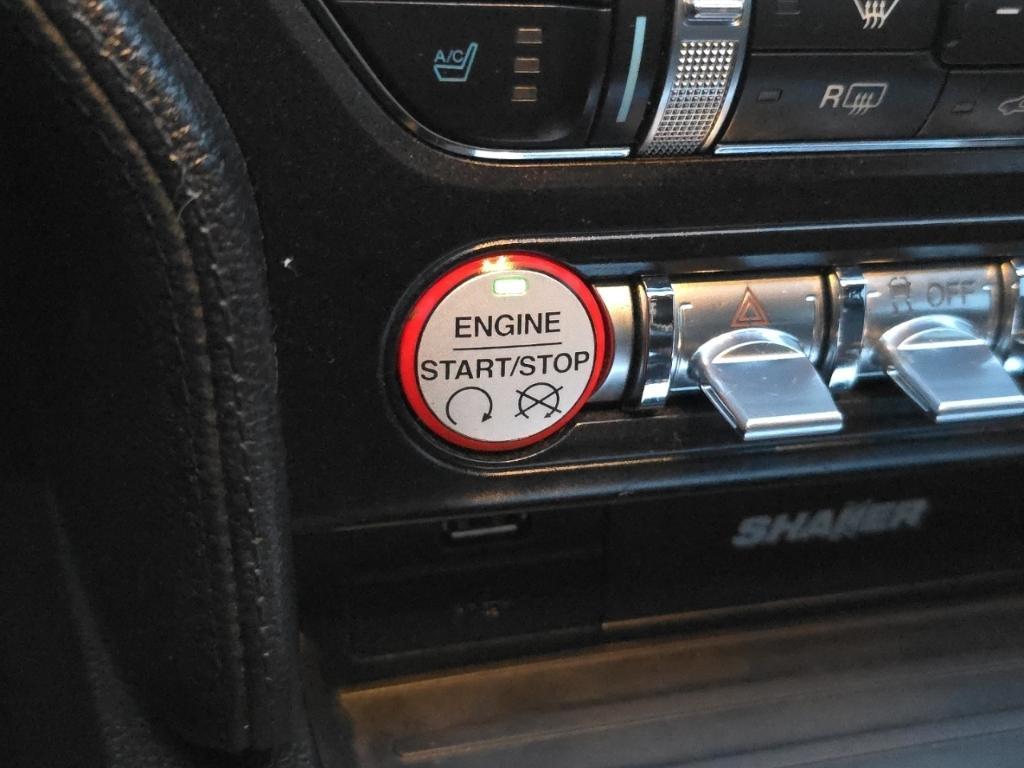 A/C
R
ENGINE
START/STOP
OFF
SHAKER